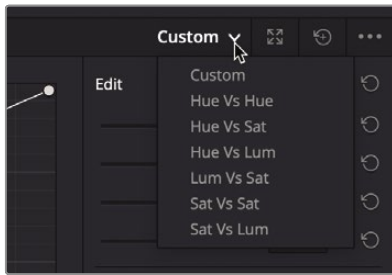 Custom
Edit
Custom
Hue Vs Hue
Hue Vs Sat
Hue Vs Lum
Lum Vs Sat
Sat Vs Sat
Sat Vs Lum